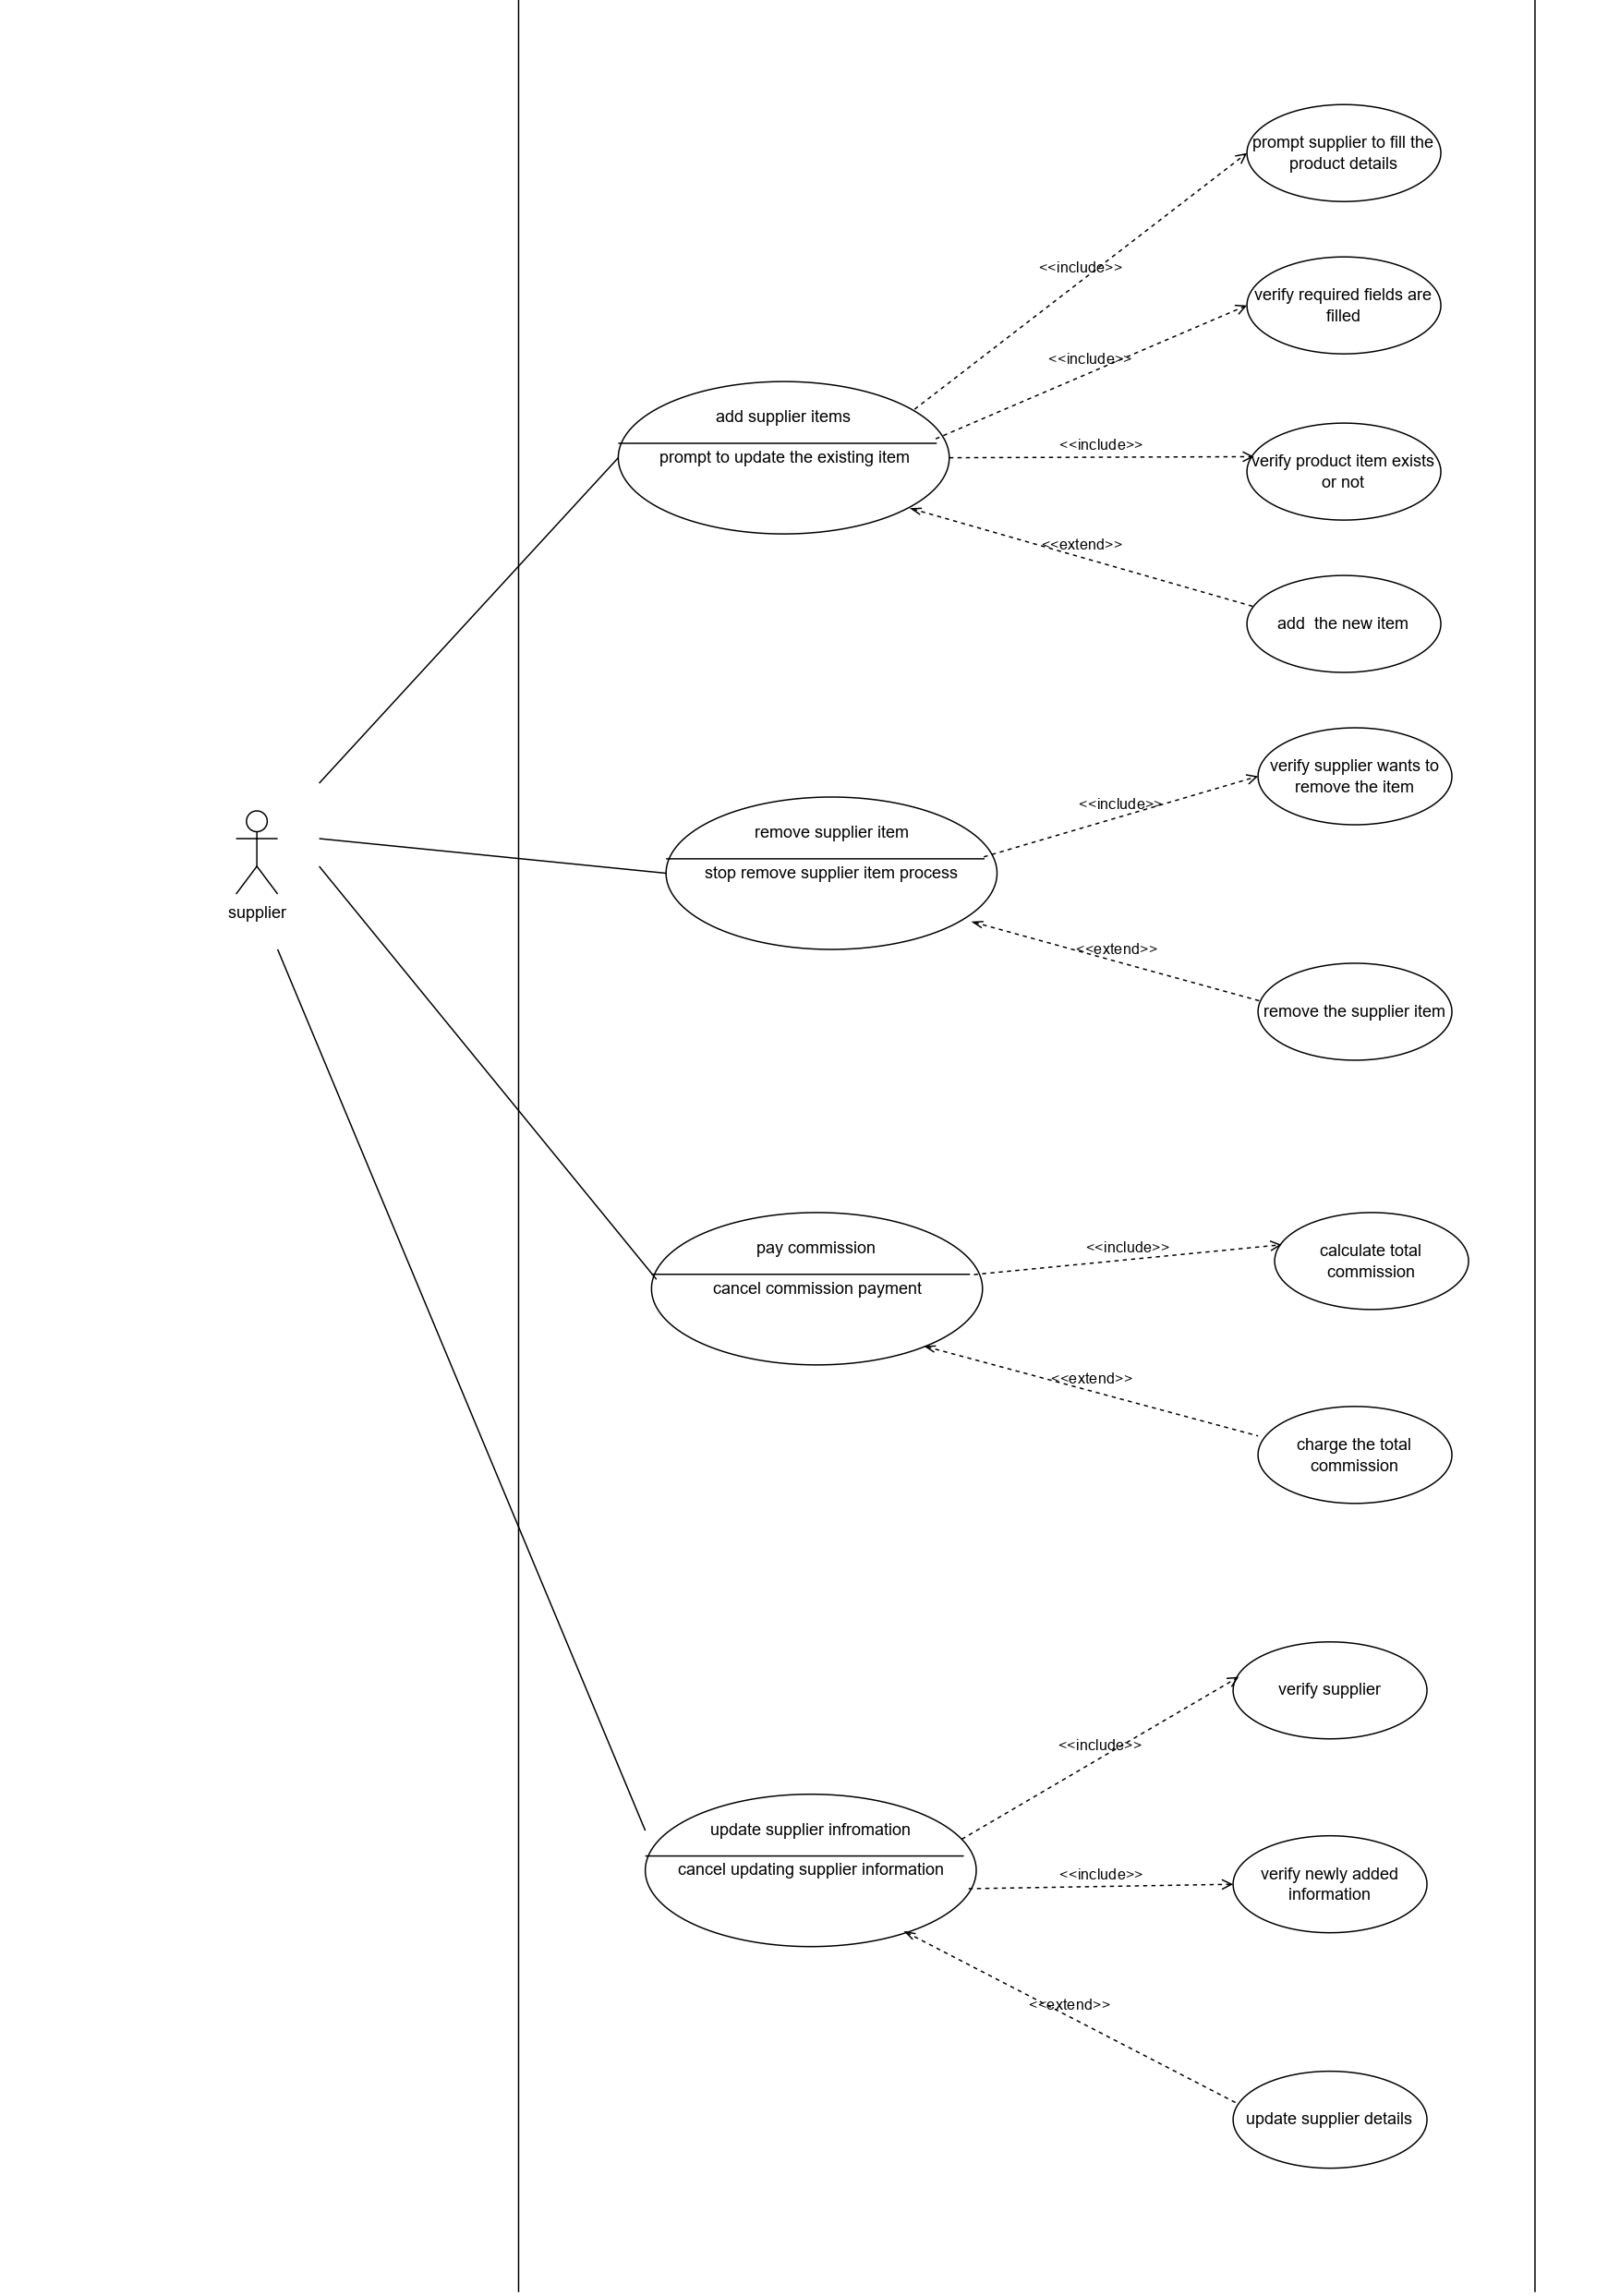 prompt supplier to fill the
product details
<<include>>
verify required fields are
filled
<<include>>
add supplier items
prompt to update the existing item
<<include>>
verify product item exists
or not
<<extend>>
add  the new item
verify supplier wants to
remove the item
<<include>>
remove supplier item
stop remove supplier item process
supplier
<<extend>>
remove the supplier item
pay commission
cancel commission payment
<<include>>
calculate total
commission
<<extend>>
charge the total
commission
verify supplier
<<include>>
update supplier infromation
cancel updating supplier information
<<include>>
verify newly added
information
<<extend>>
update supplier details